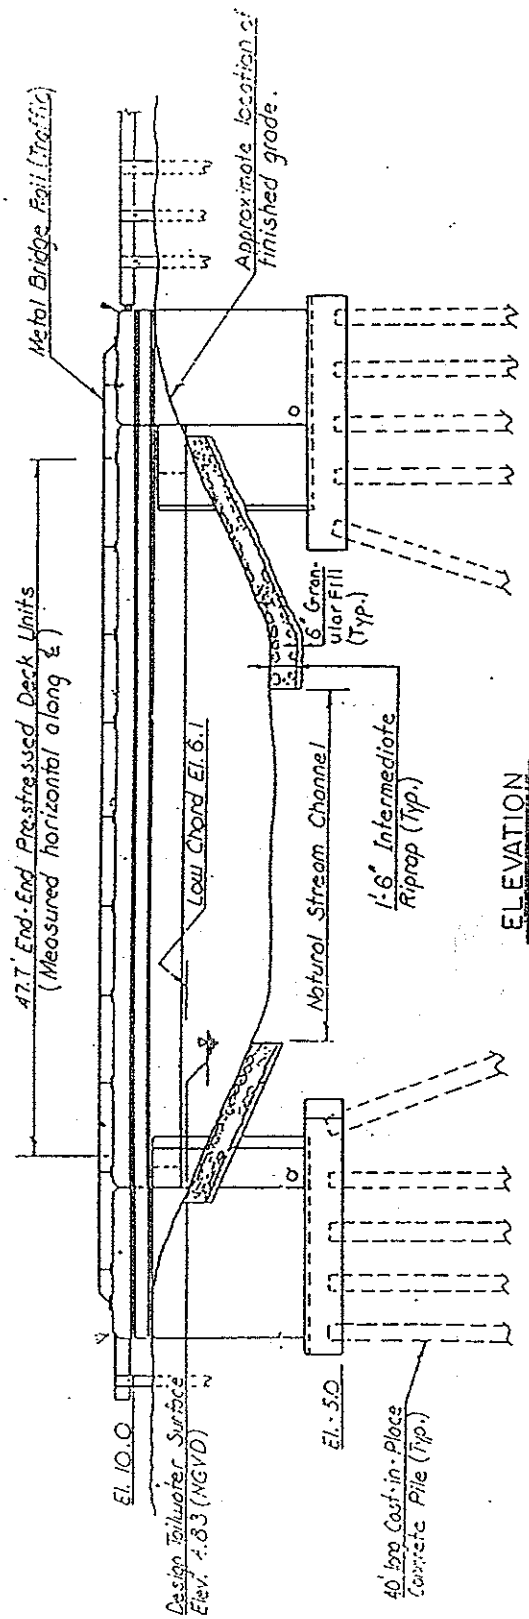 Metal Bridge Rail (Traffic)
47.7' End-End Prestressed Deck Units
(Measured horizontal along ℄)
Approximate location of
finished grade.
El. 10.0
Low Chord El. 6.1
Design Tailwater Surface
Elev. 4.83 (NGVD)
6" Gran-
ular Fill
(Typ.)
Natural Stream Channel
1'-6" Intermediate
Riprap (Typ.)
El. -5.0
40' long Cast-in-Place
Concrete Pile (Typ.)
ELEVATION